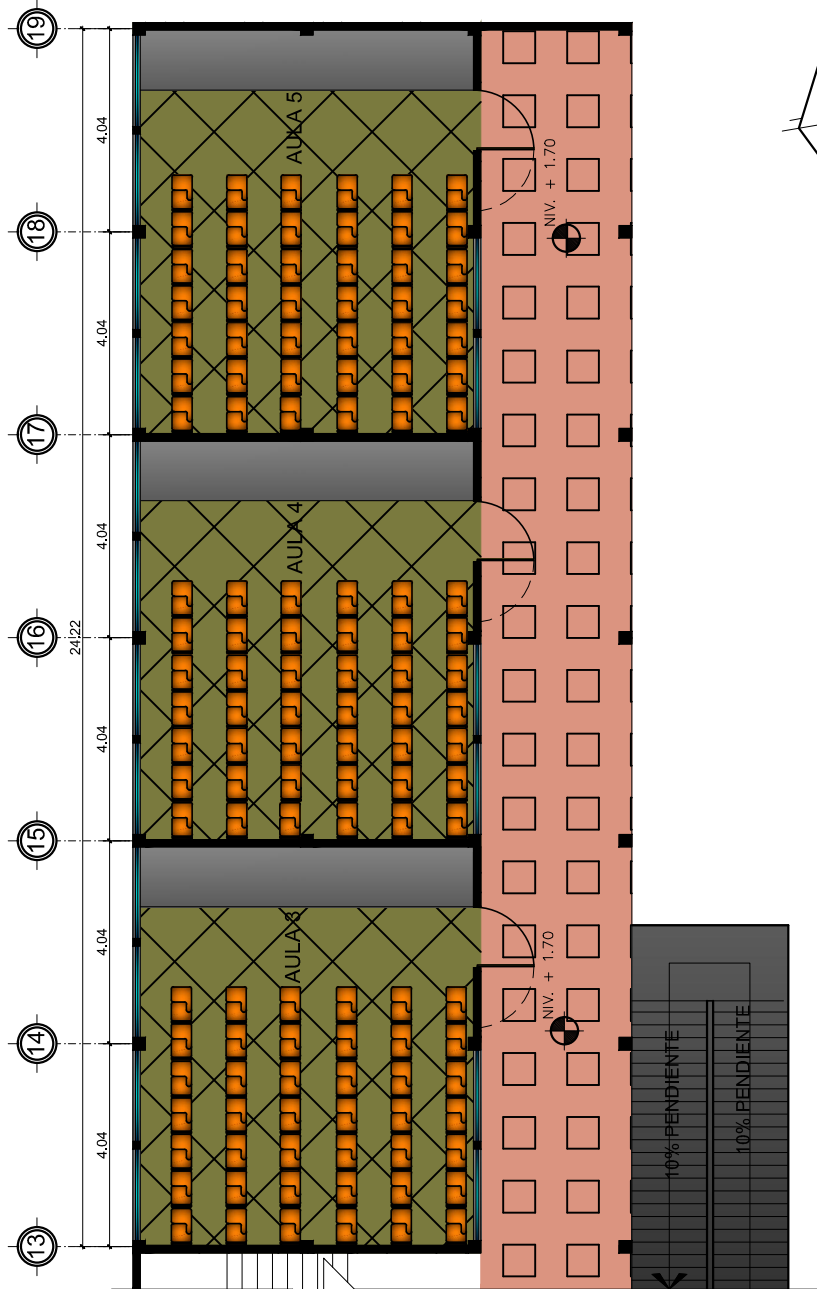 19
4.04
AULA 5
NIV. + 1.70
18
4.04
17
4.04
AULA 4
16
24.22
4.04
15
4.04
AULA 3
NIV. + 1.70
14
10% PENDIENTE
10% PENDIENTE
4.04
13